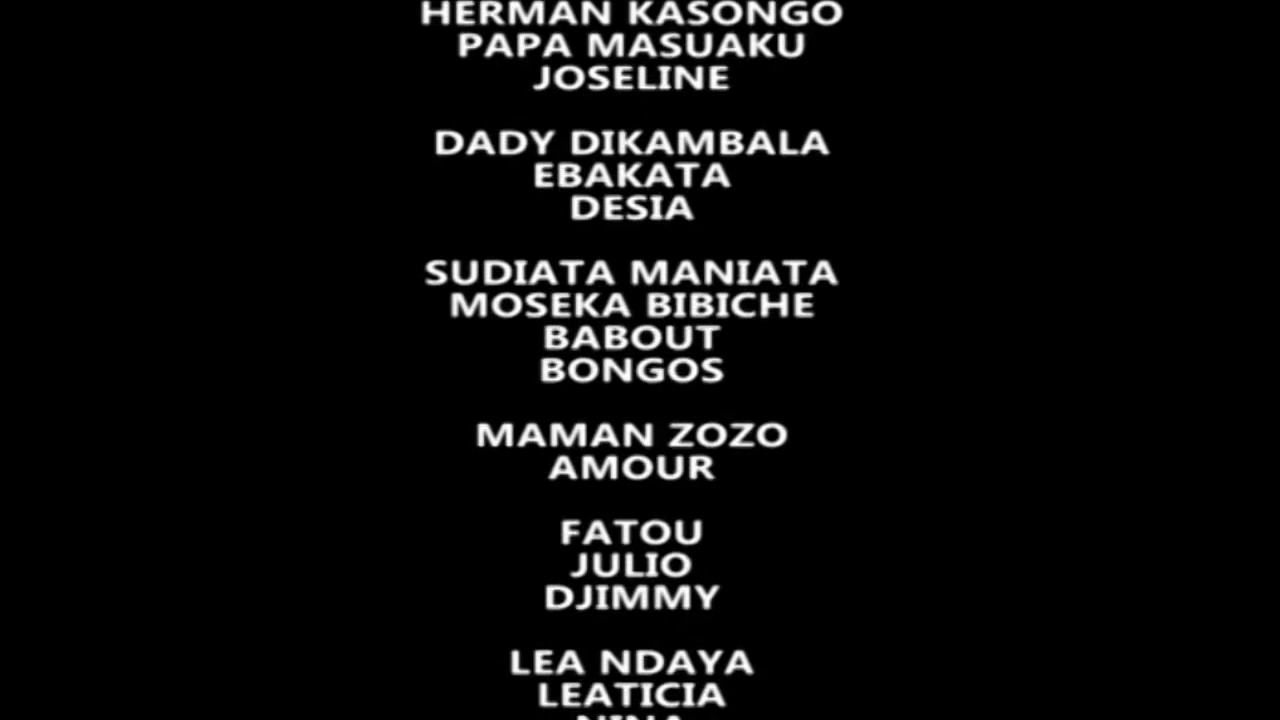 HERMAN KASONGO
PAPA MASUAKU
JOSELINE
DADY DIKAMBALA
EBAKATA
DESIA
SUDIATA MANIATA
MOSEKA BIBICHE
BABOUT
BONGOS
MAMAN ZOZO
AMOUR
FATOU
JULIO
DJIMMY
LEA NDAYA
LEATICIA